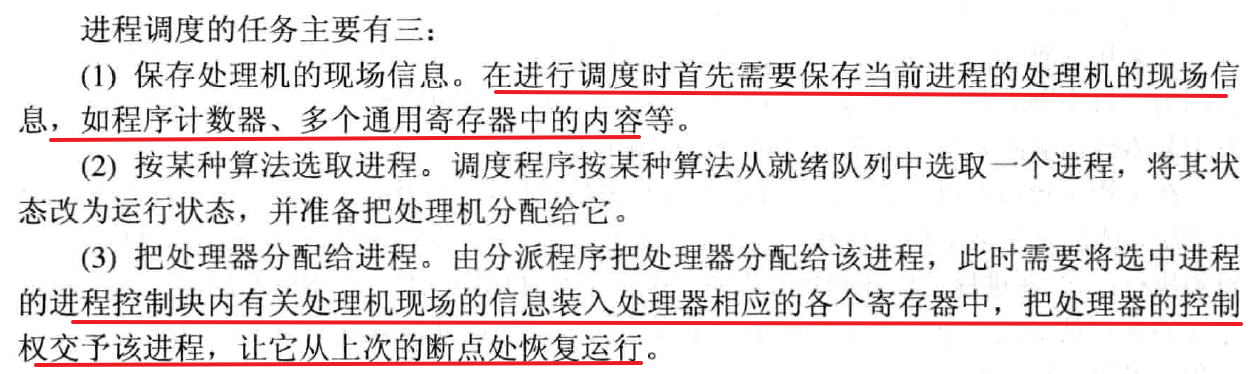 进程调度的任务主要有三：
(1) 保存处理机的现场信息。在进行调度时首先需要保存当前进程的处理机的现场信
息，如程序计数器、多个通用寄存器中的内容等。
(2) 按某种算法选取进程。调度程序按某种算法从就绪队列中选取一个进程，将其状
态改为运行状态，并准备把处理机分配给它。
(3) 把处理器分配给进程。由分派程序把处理器分配给该进程，此时需要将选中进程
的进程控制块内有关处理机现场的信息装入处理器相应的各个寄存器中，把处理器的控制
权交予该进程，让它从上次的断点处恢复运行。